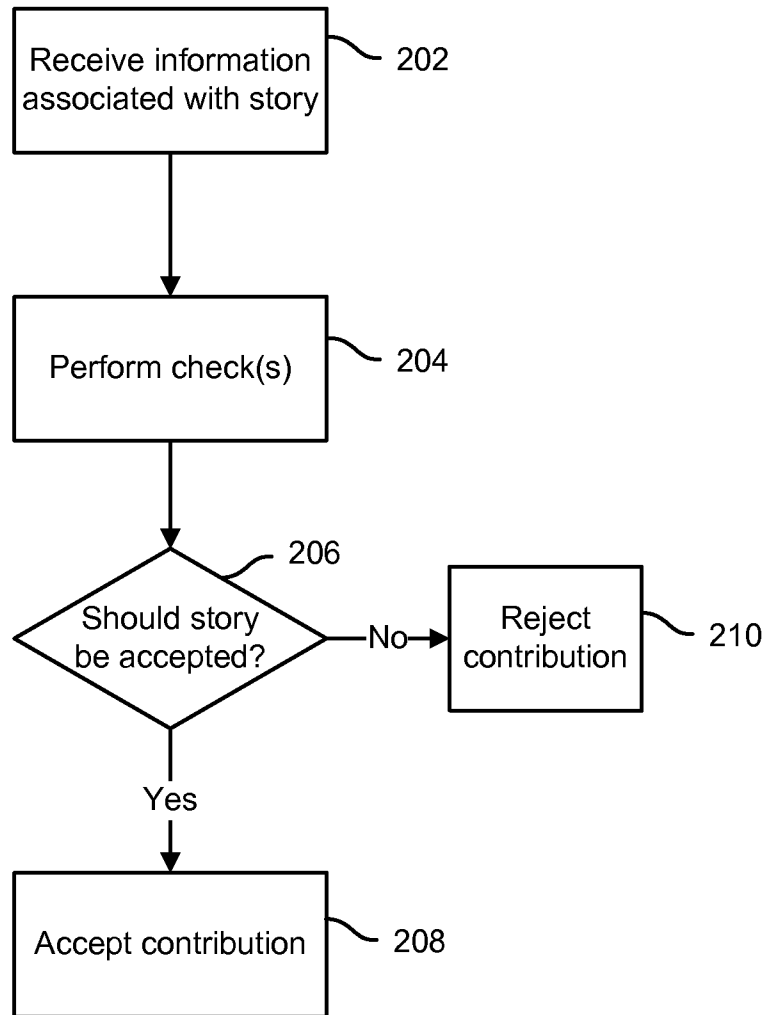 Receive information
associated with story
202
Perform check(s)
204
206
Should story
be accepted?
No
Reject
contribution
210
Yes
Accept contribution
208